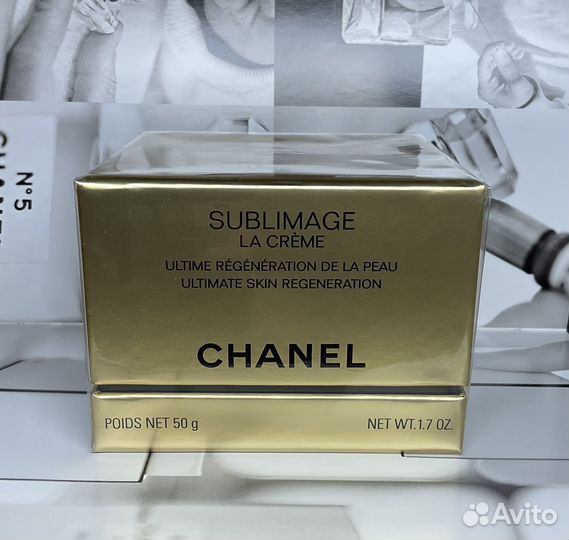 N°5
CHANEL
SUBLIMAGE
LA CRÈME
ULTIME RÉGÉNÉRATION DE LA PEAU
ULTIMATE SKIN REGENERATION
CHANEL
POIDS NET 50 g
NET WT.1.7 OZ.
Avito